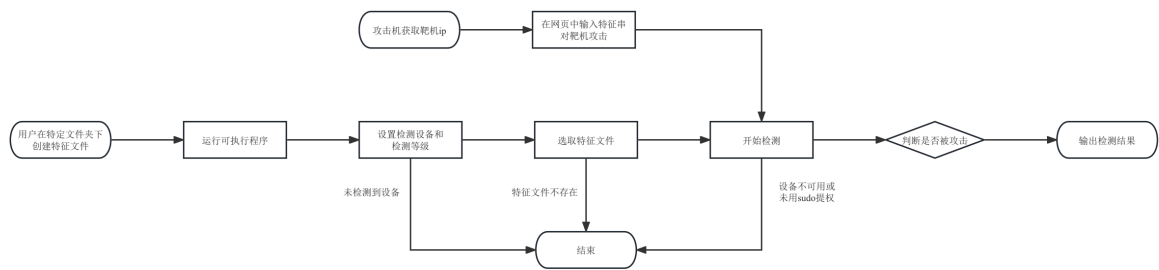 攻击机获取靶机ip
在网页中输入特征串
对靶机攻击
用户在特定文件夹下
创建特征文件
运行可执行程序
设置检测设备和
检测等级
选取特征文件
开始检测
判断是否被攻击
输出检测结果
未检测到设备
特征文件不存在
设备不可用或
未用sudo提权
结束